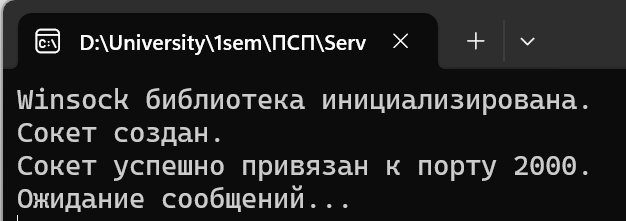 D:\University\1sem\ПСП\Serv
Winsock библиотека инициализирована.
Сокет создан.
Сокет успешно привязан к порту 2000.
Ожидание сообщений...